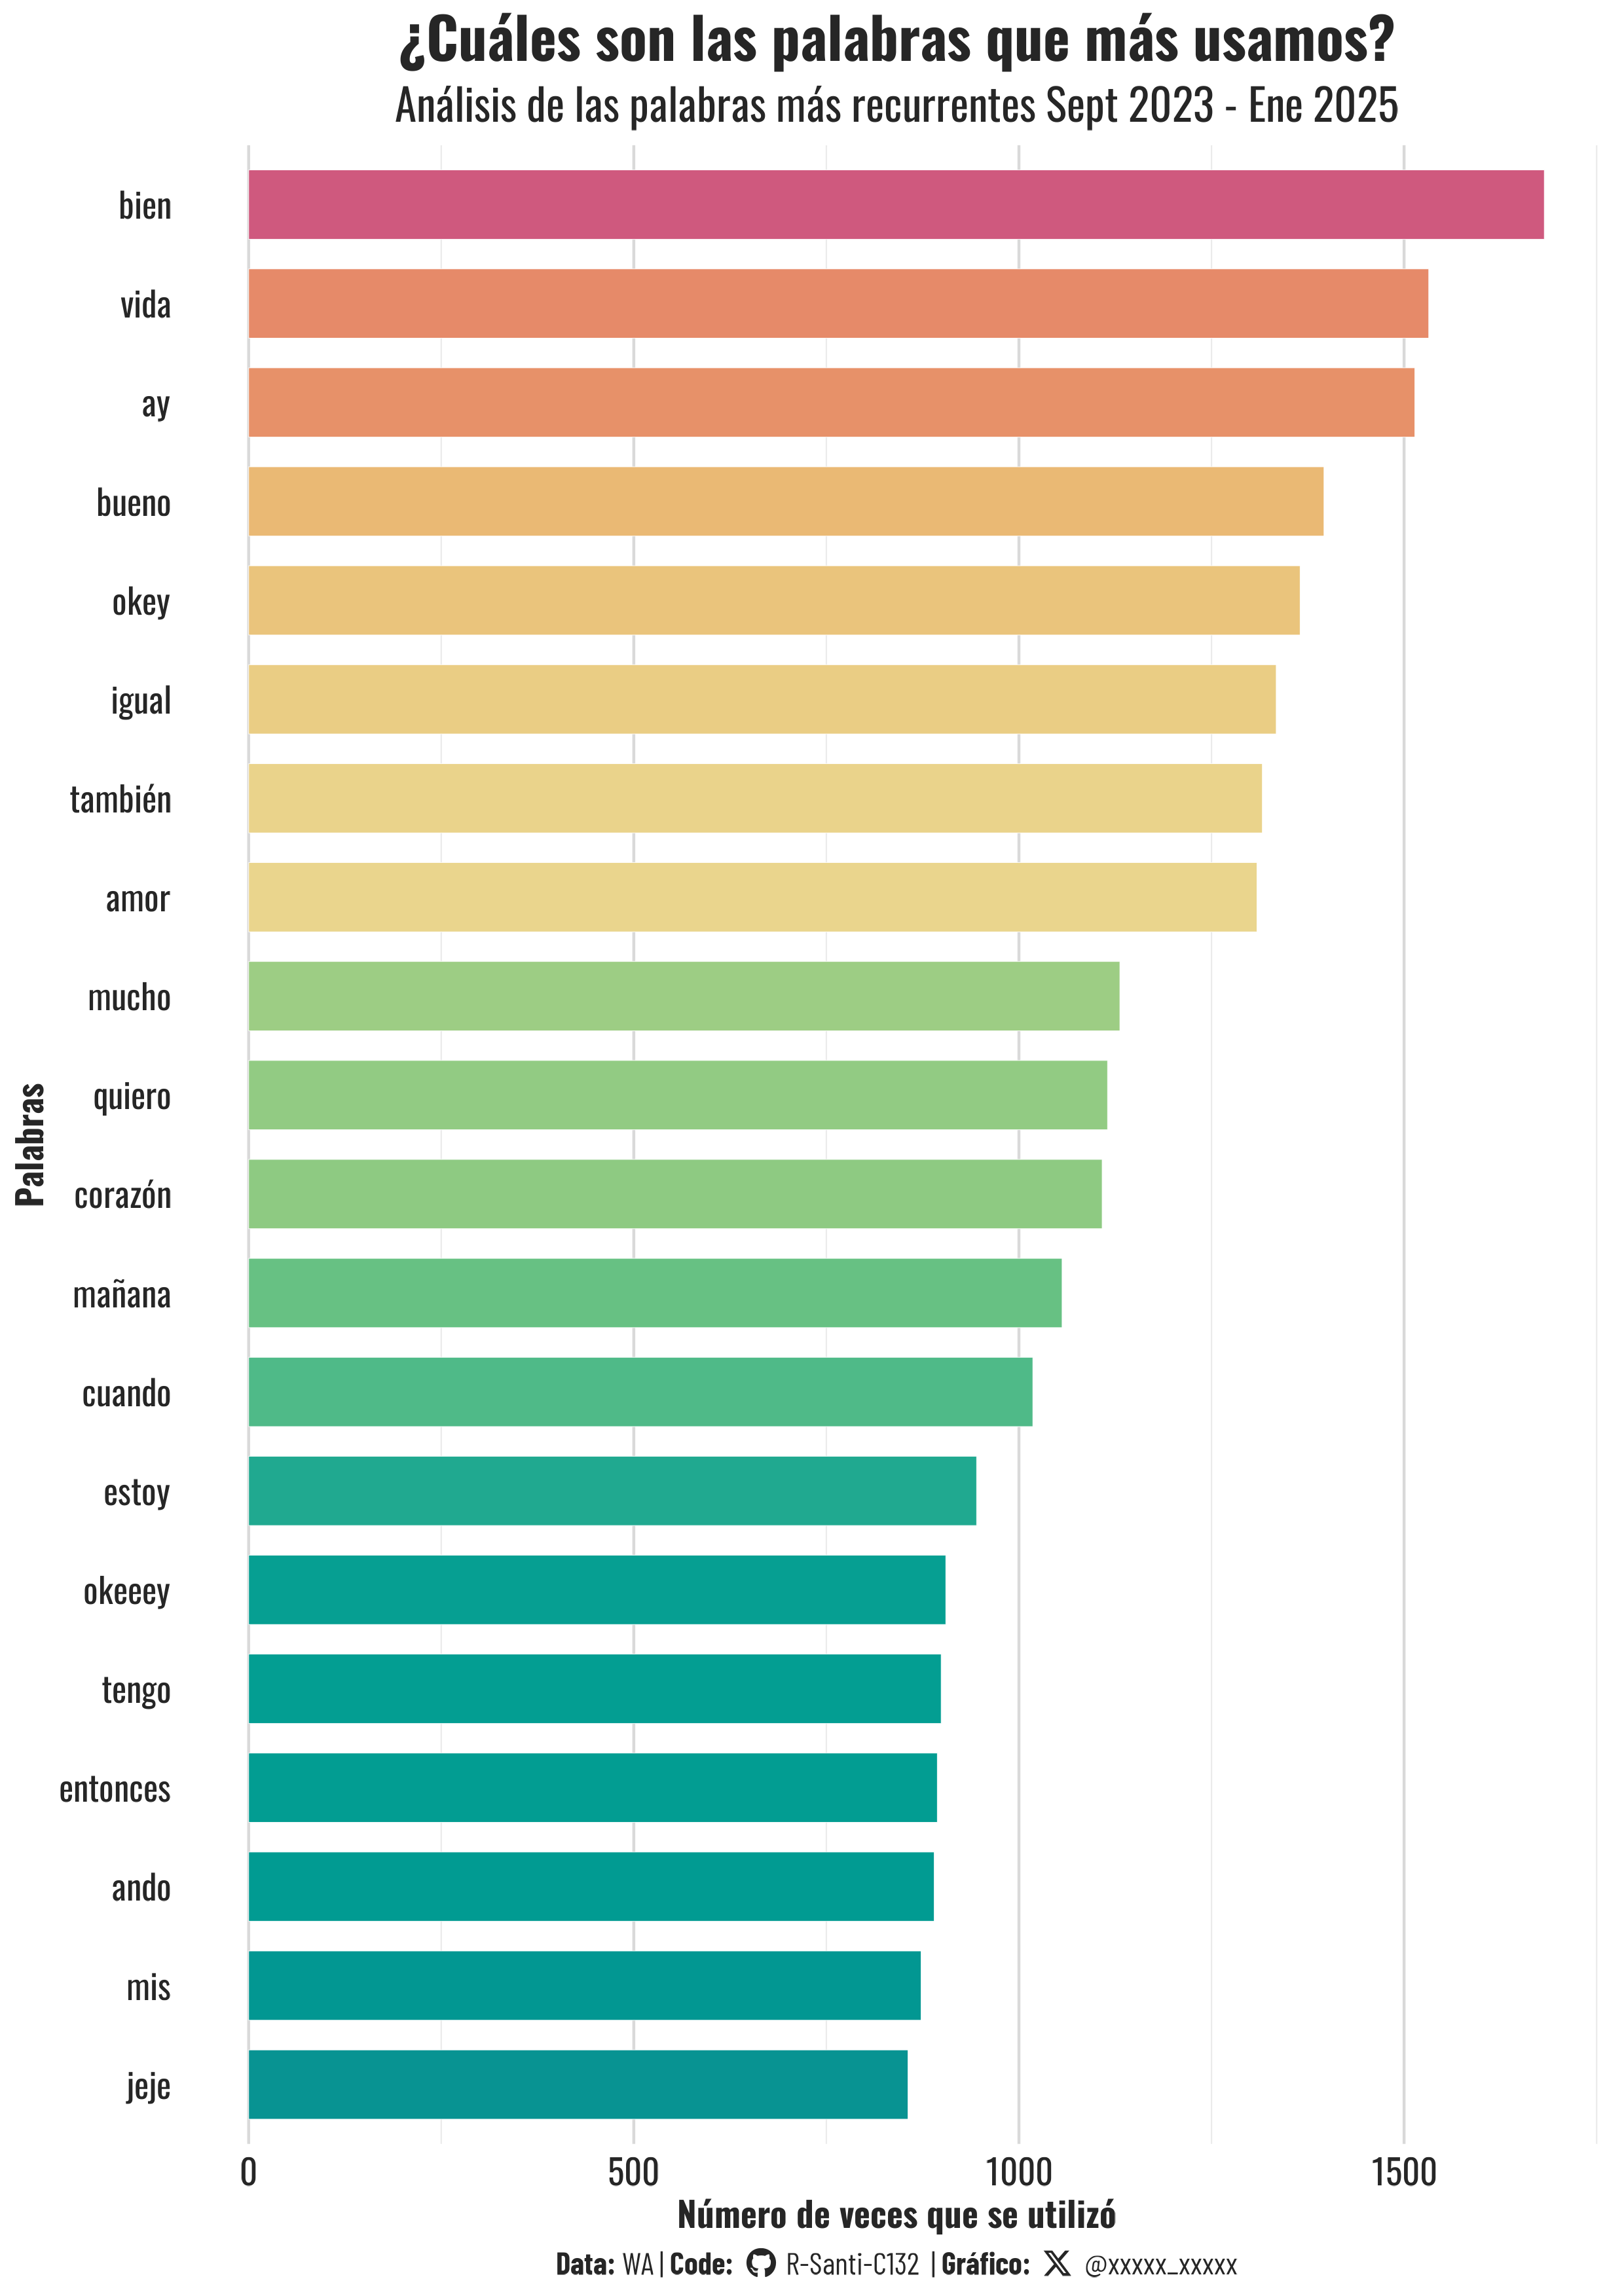 ¿Cuáles son las palabras que más usamos?
Análisis de las palabras más recurrentes Sept 2023 - Ene 2025
Palabras
bien
vida
ay
bueno
okey
igual
también
amor
mucho
quiero
corazón
mañana
cuando
estoy
okeeey
tengo
entonces
ando
mis
jeje
0 500 1000 1500
Número de veces que se utilizó
Data: WA | Code: R-Santi-C132 | Gráfico: @xxxxx_xxxxx